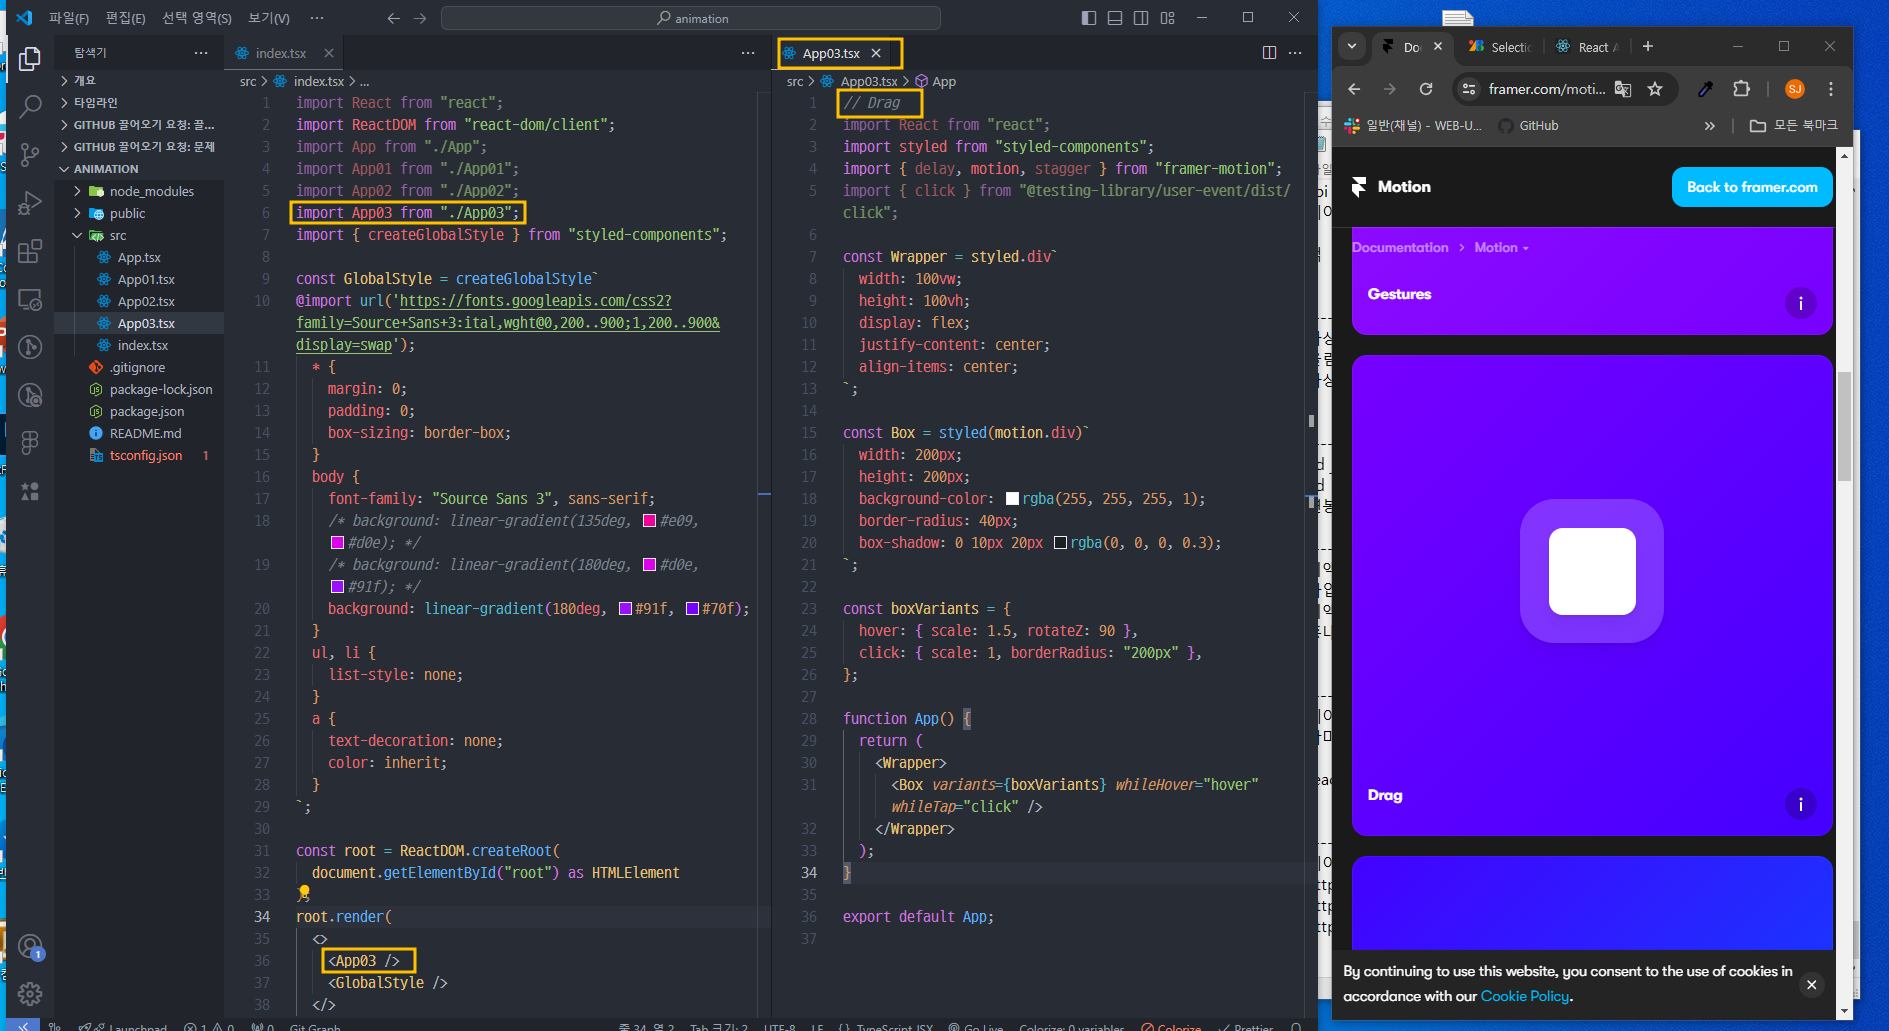 파일(F) 편집(E) 선택 영역(S) 보기(V) ···
animation
탐색기 ···
개요
타임라인
GITHUB 끌어오기 요청: 끌...
GITHUB 끌어오기 요청: 문제
ANIMATION
node_modules
public
src
App.tsx
App01.tsx
App02.tsx
App03.tsx
index.tsx
.gitignore
package-lock.json
package.json
README.md
tsconfig.json 1
index.tsx
src > index.tsx > ...
1 import React from "react";
2 import ReactDOM from "react-dom/client";
3 import App from "./App";
4 import App01 from "./App01";
5 import App02 from "./App02";
6 import App03 from "./App03";
7 import { createGlobalStyle } from "styled-components";
8
9 const GlobalStyle = createGlobalStyle`
10 @import url('https://fonts.googleapis.com/css2?
family=Source+Sans+3:ital,wght@0,200..900;1,200..900&
display=swap');
11 * {
12 margin: 0;
13 padding: 0;
14 box-sizing: border-box;
15 }
16 body {
17 font-family: "Source Sans 3", sans-serif;
18 /* background: linear-gradient(135deg, #e09,
#d0e); */
19 /* background: linear-gradient(180deg, #d0e,
#91f); */
20 background: linear-gradient(180deg, #91f, #70f);
21 }
22 ul, li {
23 list-style: none;
24 }
25 a {
26 text-decoration: none;
27 color: inherit;
28 }
29 `;
30
31 const root = ReactDOM.createRoot(
32 document.getElementById("root") as HTMLElement
33 );
34 root.render(
35 <>
36 <App03 />
37 <GlobalStyle />
38 </>
App03.tsx
src > App03.tsx > App
1 // Drag
2 import React from "react";
3 import styled from "styled-components";
4 import { delay, motion, stagger } from "framer-motion";
5 import { click } from "@testing-library/user-event/dist/
click";
6
7 const Wrapper = styled.div`
8 width: 100vw;
9 height: 100vh;
10 display: flex;
11 justify-content: center;
12 align-items: center;
13 `;
14
15 const Box = styled(motion.div)`
16 width: 200px;
17 height: 200px;
18 background-color: rgba(255, 255, 255, 1);
19 border-radius: 40px;
20 box-shadow: 0 10px 20px rgba(0, 0, 0, 0.3);
21 `;
22
23 const boxVariants = {
24 hover: { scale: 1.5, rotateZ: 90 },
25 click: { scale: 1, borderRadius: "200px" },
26 };
27
28 function App() {
29 return (
30 <Wrapper>
31 <Box variants={boxVariants} whileHover="hover"
whileTap="click" />
32 </Wrapper>
33 );
34 }
35
36 export default App;
37
1
Launchpad 1 0 0 Git Graph 줄 34, 열 2 Tab 크기: 2 UTF-8 LF {} TypeScript JSX Go Live Colorize: 0 variables Colorize Prettier
Do Selectio React A
framer.com/moti... SJ
일반(채널) - WEB-U... GitHub 모든 북마크
Motion Back to framer.com
Documentation > Motion
Gestures i
Drag i
By continuing to use this website, you consent to the use of cookies in
accordance with our Cookie Policy.